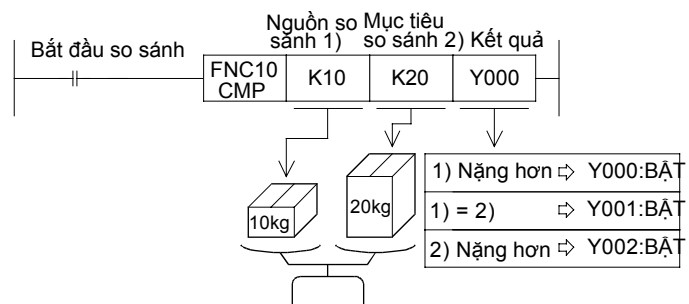 Nguồn so Mục tiêu
sánh 1) so sánh 2) Kết quả
Bắt đầu so sánh
FNC10 K10 K20 Y000
CMP
1) Nặng hơn ⇨ Y000:BẬT
10kg 20kg 1) = 2) ⇨ Y001:BẬT
2) Nặng hơn ⇨ Y002:BẬT